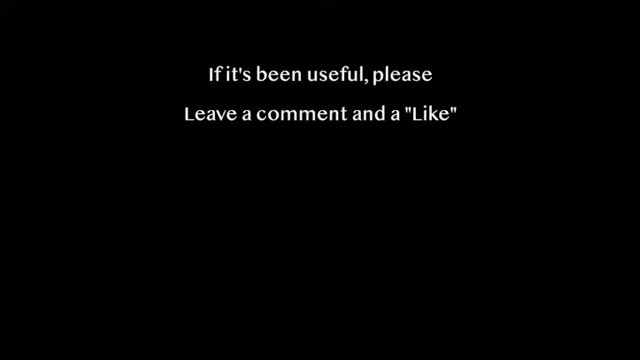 If it's been useful, please
Leave a comment and a "Like"